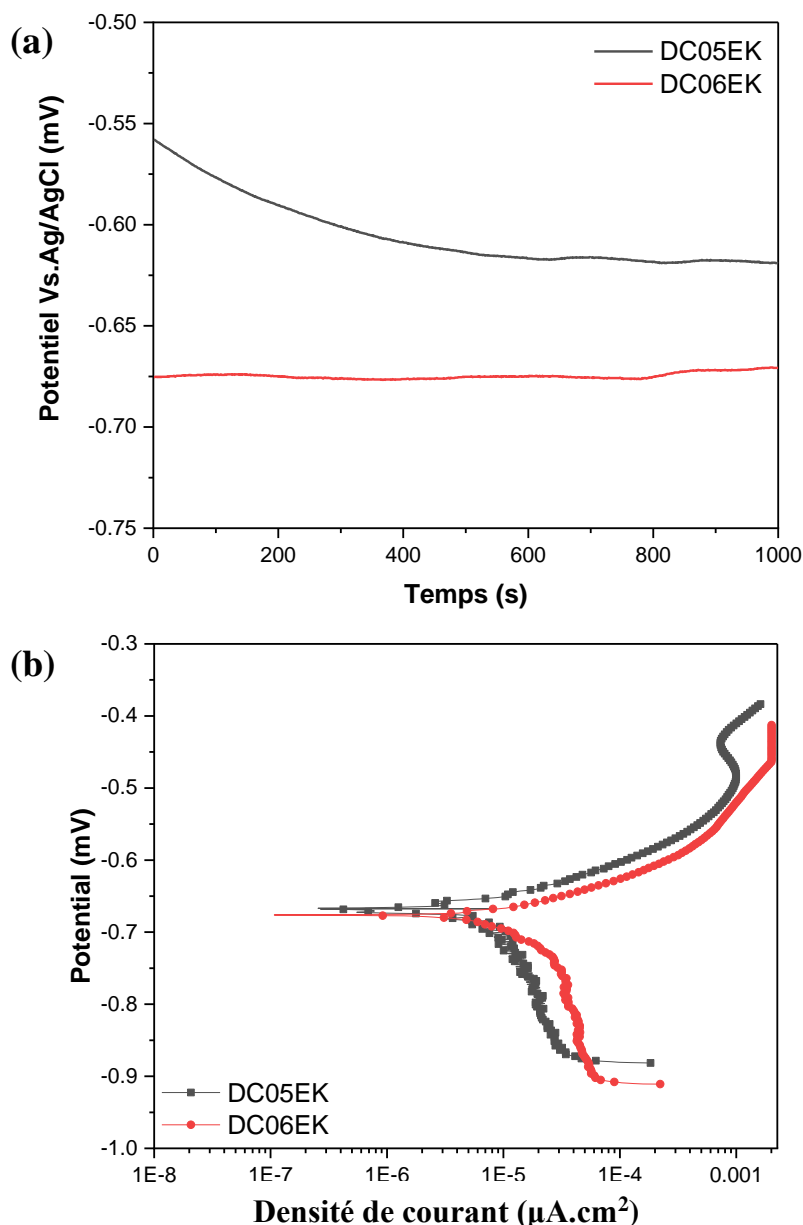 (a)
-0.50
-0.55
-0.60
-0.65
-0.70
-0.75
Potentiel Vs.Ag/AgCl (mV)
DC05EK
DC06EK
0 200 400 600 800 1000
Temps (s)
(b)
-0.3
-0.4
-0.5
-0.6
-0.7
-0.8
-0.9
-1.0
Potential (mV)
DC05EK
DC06EK
1E-8 1E-7 1E-6 1E-5 1E-4 0.001
Densité de courant (µA.cm²)